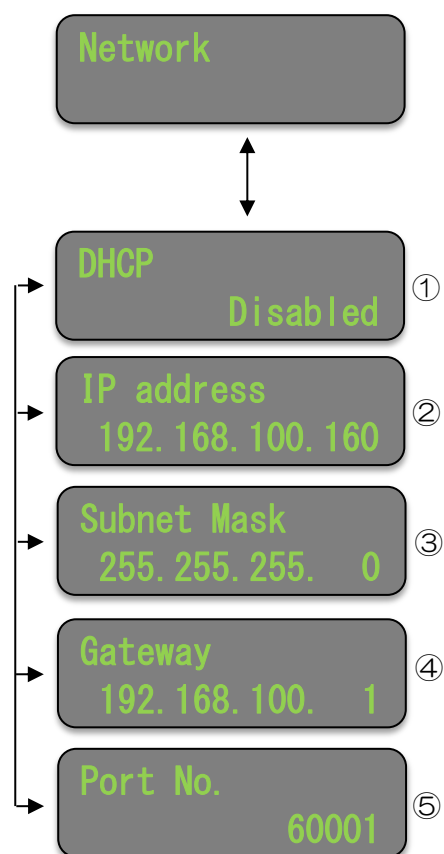 Network
DHCP
Disabled
①
IP address
192.168.100.160
②
Subnet Mask
255.255.255.  0
③
Gateway
192.168.100.  1
④
Port No.
60001
⑤